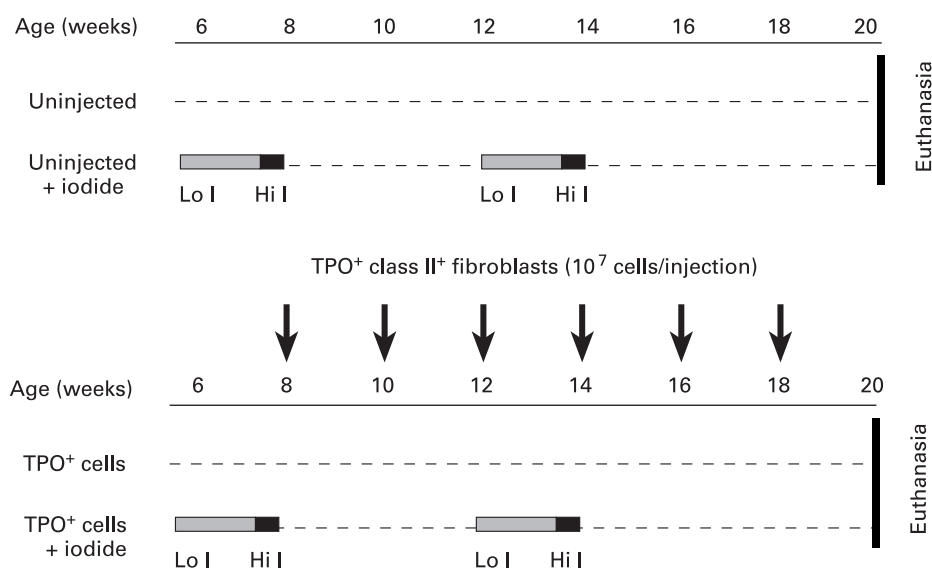 Age (weeks) 6 8 10 12 14 16 18 20
Uninjected
Uninjected
+ iodide
Lo I Hi I Lo I Hi I
Euthanasia
TPO⁺ class II⁺ fibroblasts (10⁷ cells/injection)
Age (weeks) 6 8 10 12 14 16 18 20
TPO⁺ cells
TPO⁺ cells
+ iodide
Lo I Hi I Lo I Hi I
Euthanasia